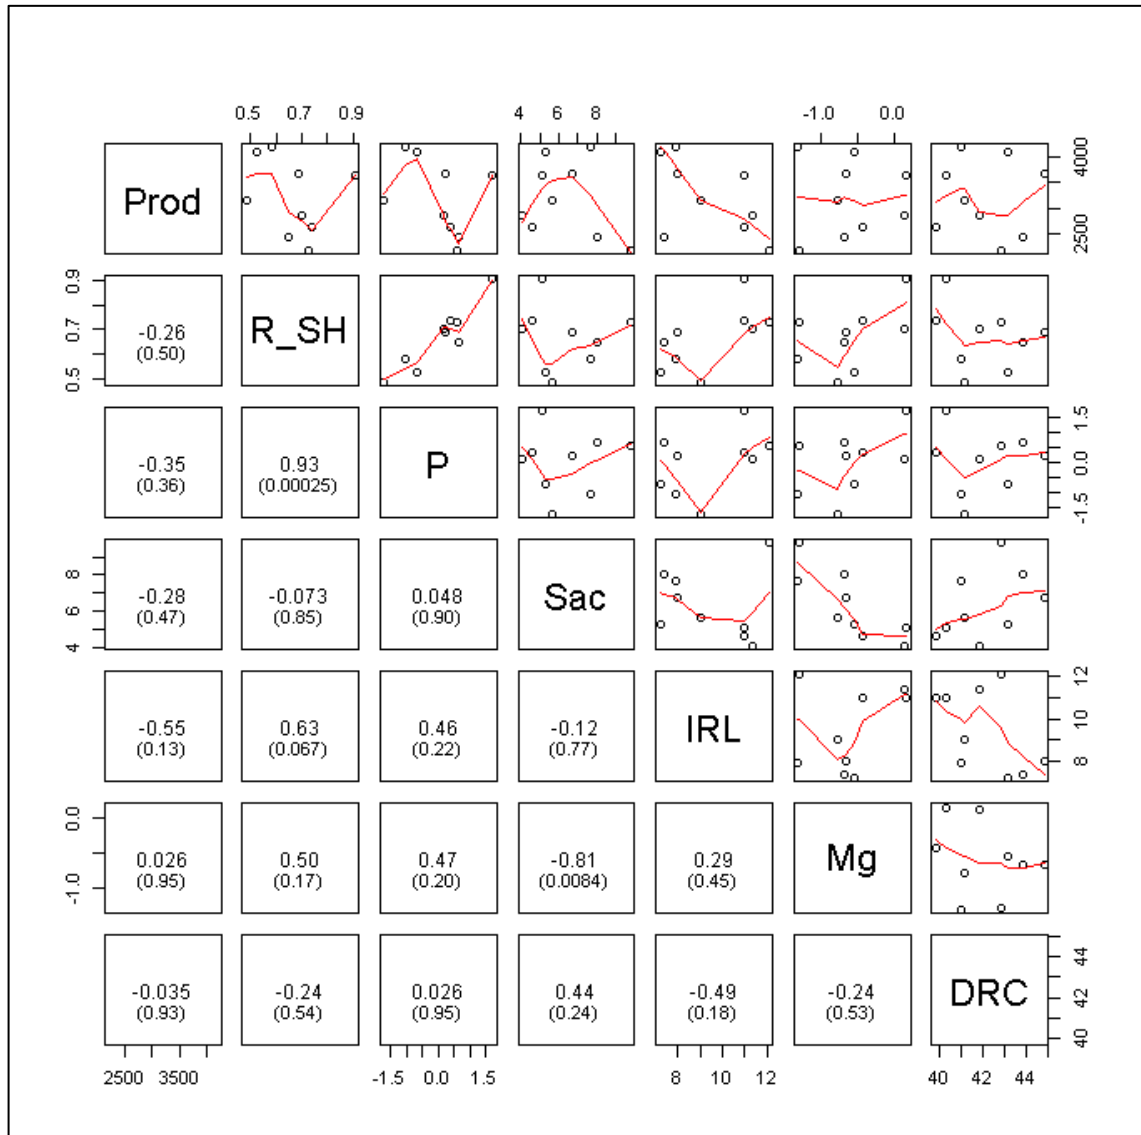 0.5 0.7 0.9 4 6 8 -1.0 0.0
Prod 2500 4000
0.5 0.7 0.9 -0.26 R_SH
(0.50)
-0.35 0.93 P -1.5 0.0 1.5
(0.36) (0.00025)
4 6 8 -0.28 -0.073 0.048 Sac
(0.47) (0.85) (0.90)
-0.55 0.63 0.46 -0.12 IRL 8 10 12
(0.13) (0.067) (0.22) (0.77)
-1.0 0.0 0.026 0.50 0.47 -0.81 0.29 Mg
(0.95) (0.17) (0.20) (0.0084) (0.45)
-0.035 -0.24 0.026 0.44 -0.49 -0.24 DRC 40 42 44
(0.93) (0.54) (0.95) (0.24) (0.18) (0.53)
2500 3500 -1.5 0.0 1.5 8 10 12 40 42 44